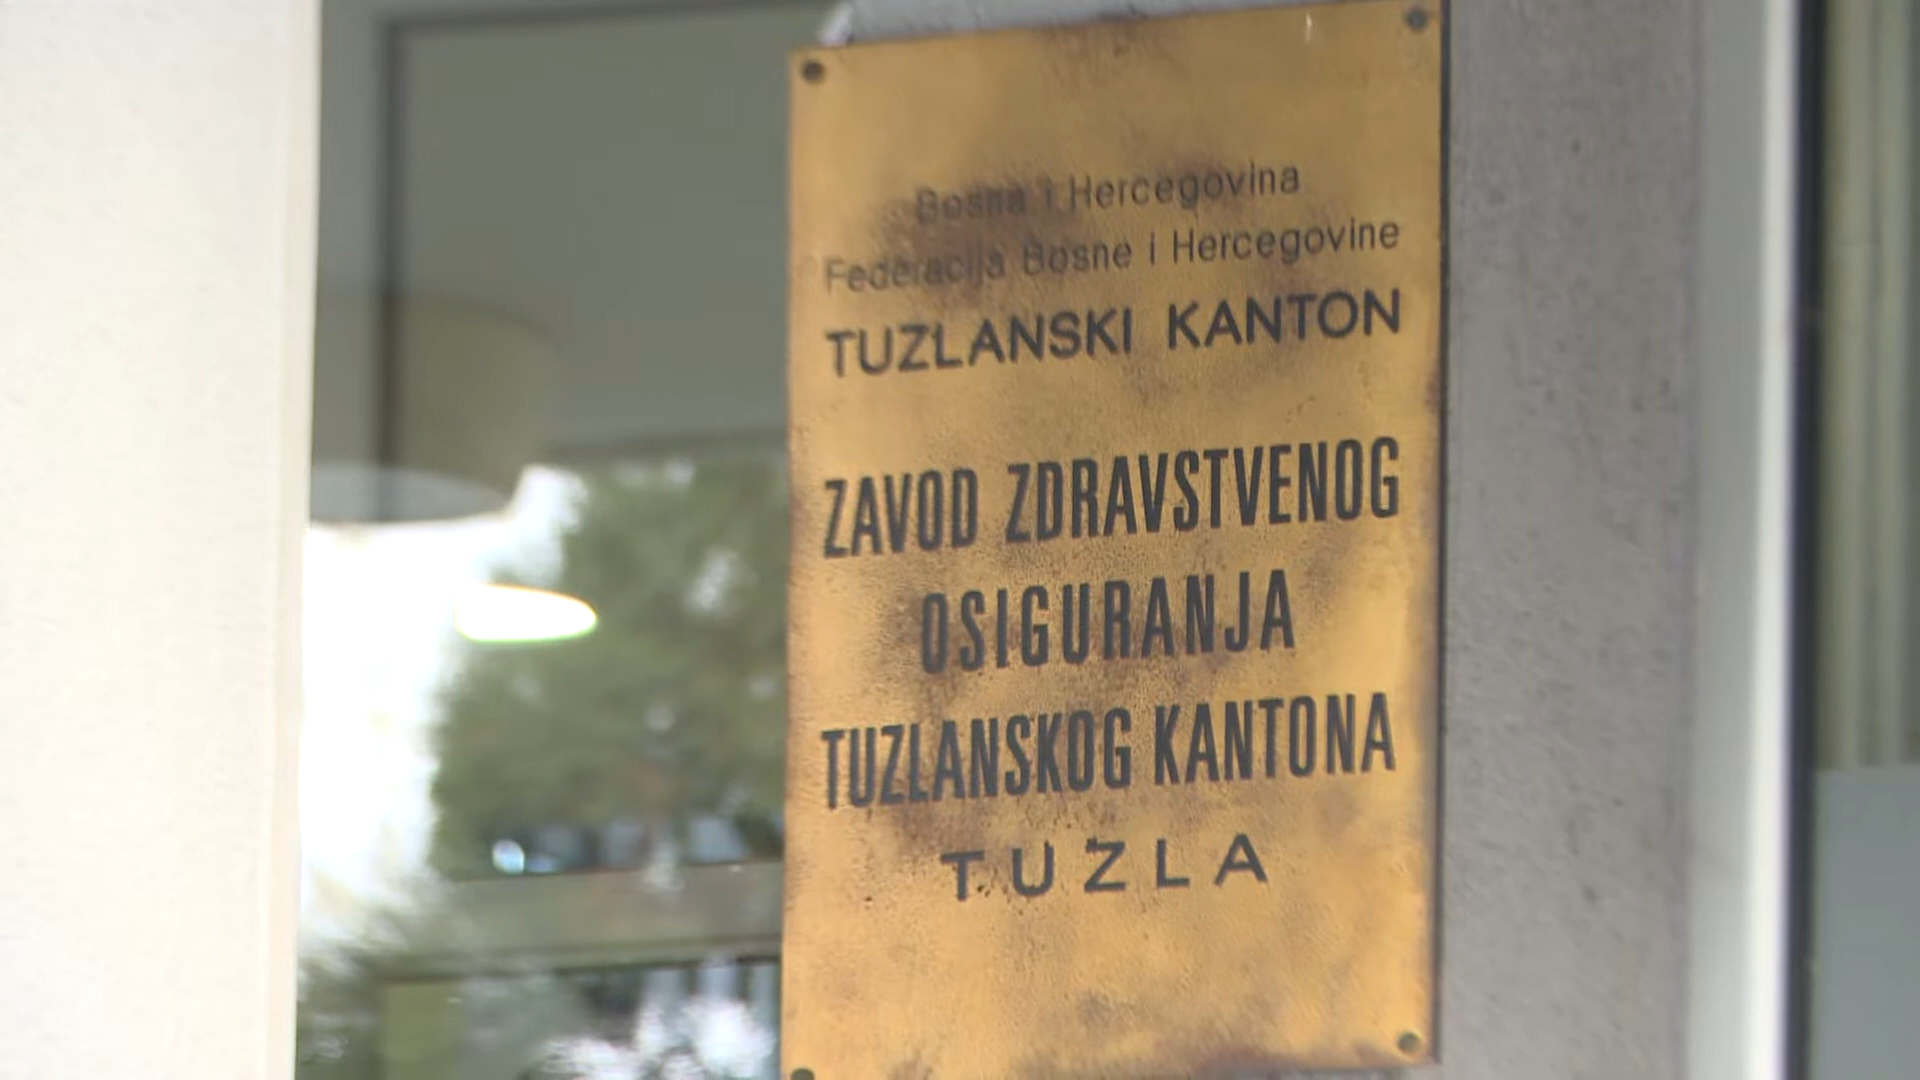 Bosna i Hercegovina
Federacija Bosne i Hercegovine
TUZLANSKI KANTON
ZAVOD ZDRAVSTVENOG
OSIGURANJA
TUZLANSKOG KANTONA
TUZLA